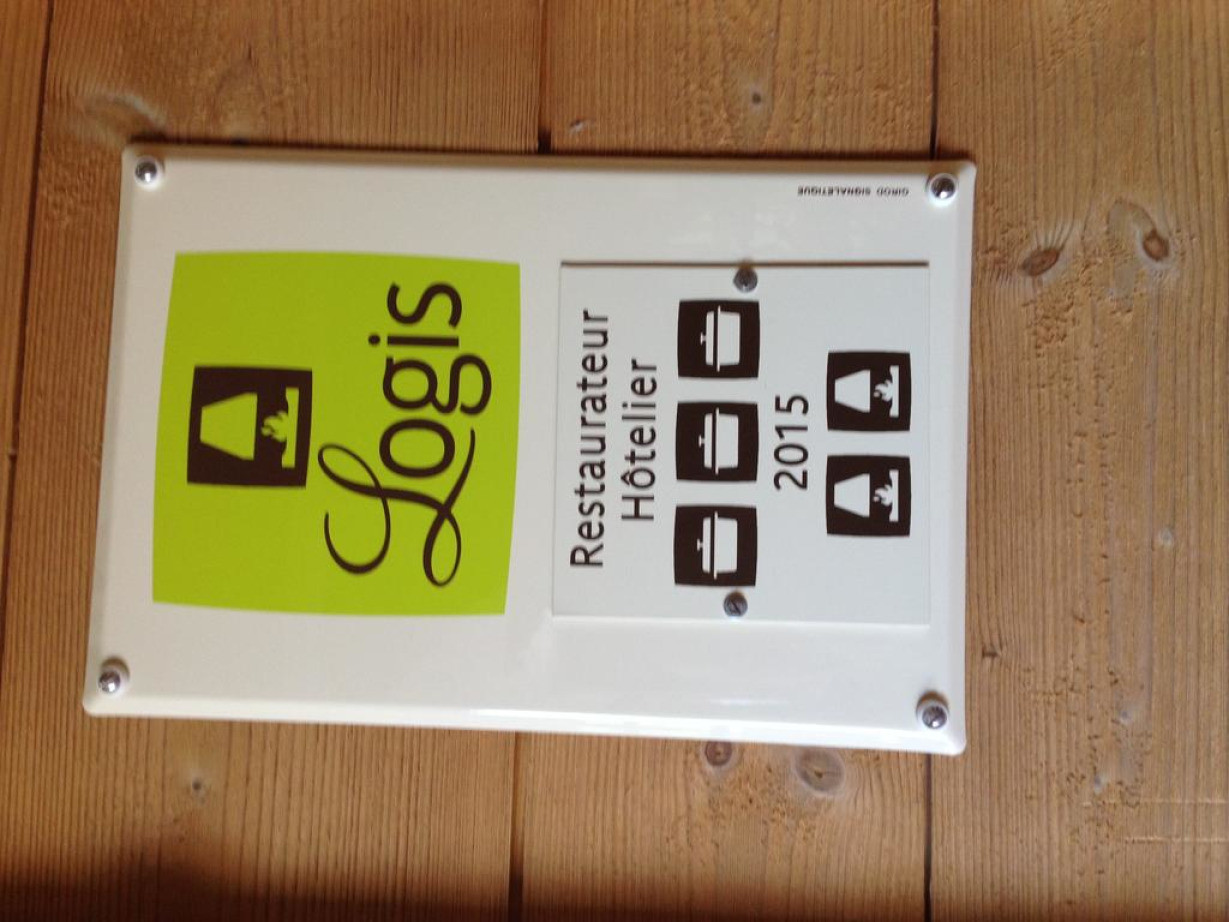 Logis
Restaurateur
Hôtelier
2015
GIROD SIGNALETIQUE